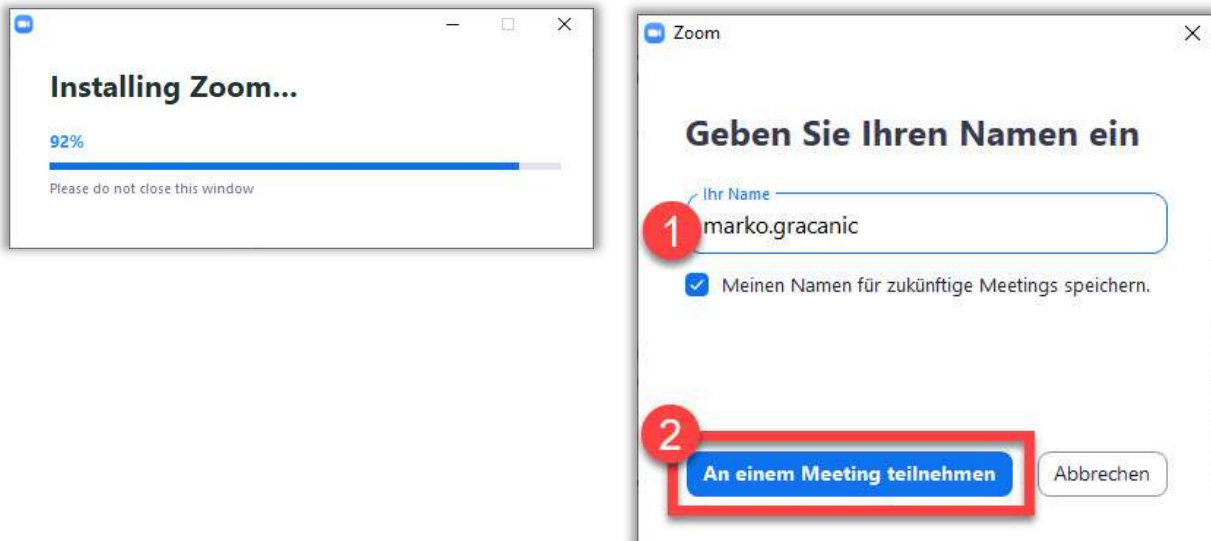 Installing Zoom...
92%
Please do not close this window
Zoom
Geben Sie Ihren Namen ein
Ihr Name
1
marko.gracanic
Meinen Namen für zukünftige Meetings speichern.
2
An einem Meeting teilnehmen
Abbrechen